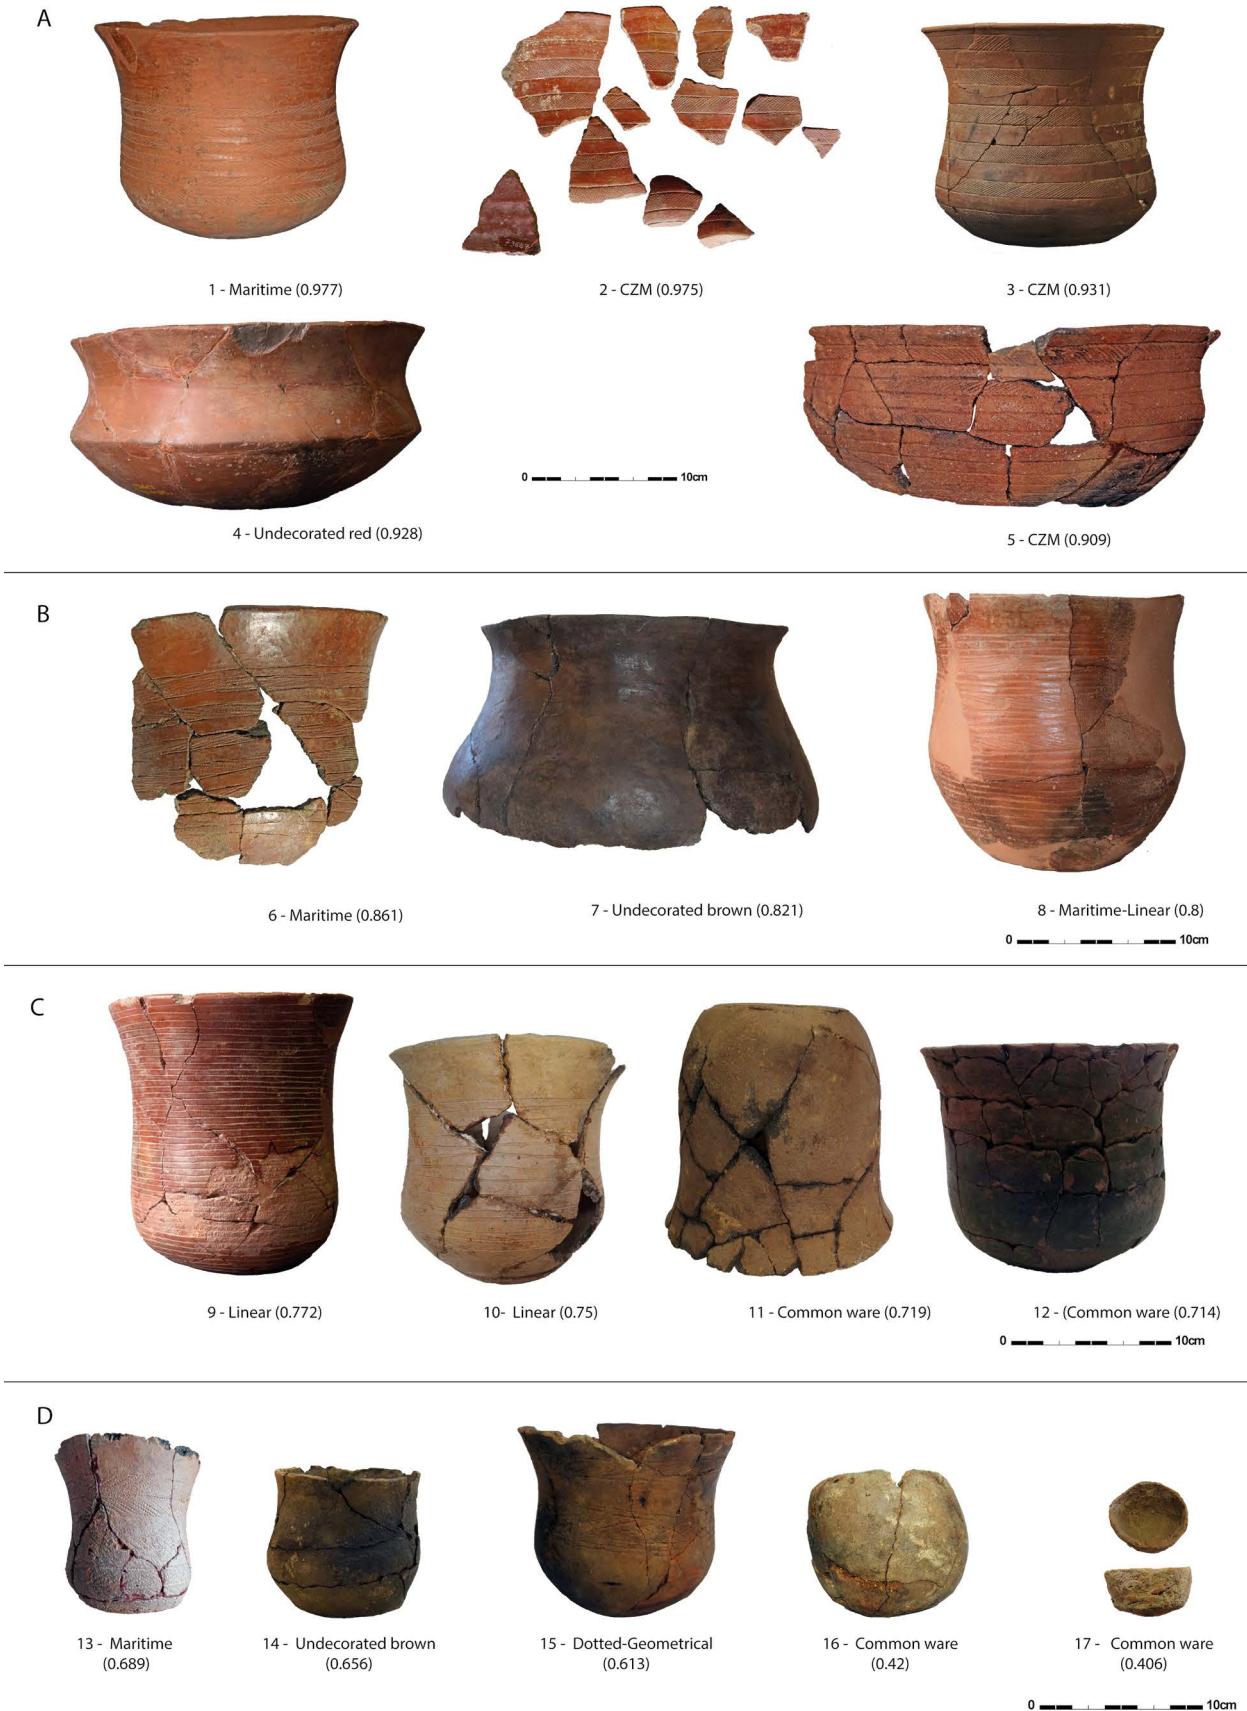 A
1 - Maritime (0.977)
2 - CZM (0.975)
3 - CZM (0.931)
4 - Undecorated red (0.928)
0 10cm
5 - CZM (0.909)
B
6 - Maritime (0.861)
7 - Undecorated brown (0.821)
8 - Maritime-Linear (0.8)
0 10cm
C
9 - Linear (0.772)
10- Linear (0.75)
11 - Common ware (0.719)
12 - (Common ware (0.714)
0 10cm
D
13 - Maritime
(0.689)
14 - Undecorated brown
(0.656)
15 - Dotted-Geometrical
(0.613)
16 - Common ware
(0.42)
17 - Common ware
(0.406)
0 10cm